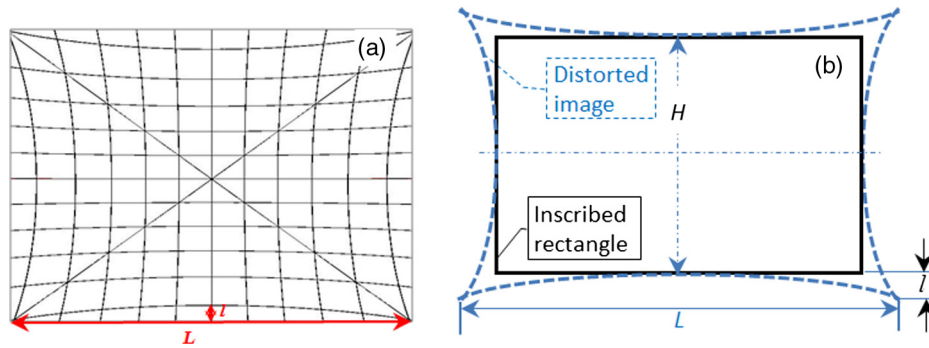 (a)
l
L
(b)
Distorted
image
H
Inscribed
rectangle
l
L